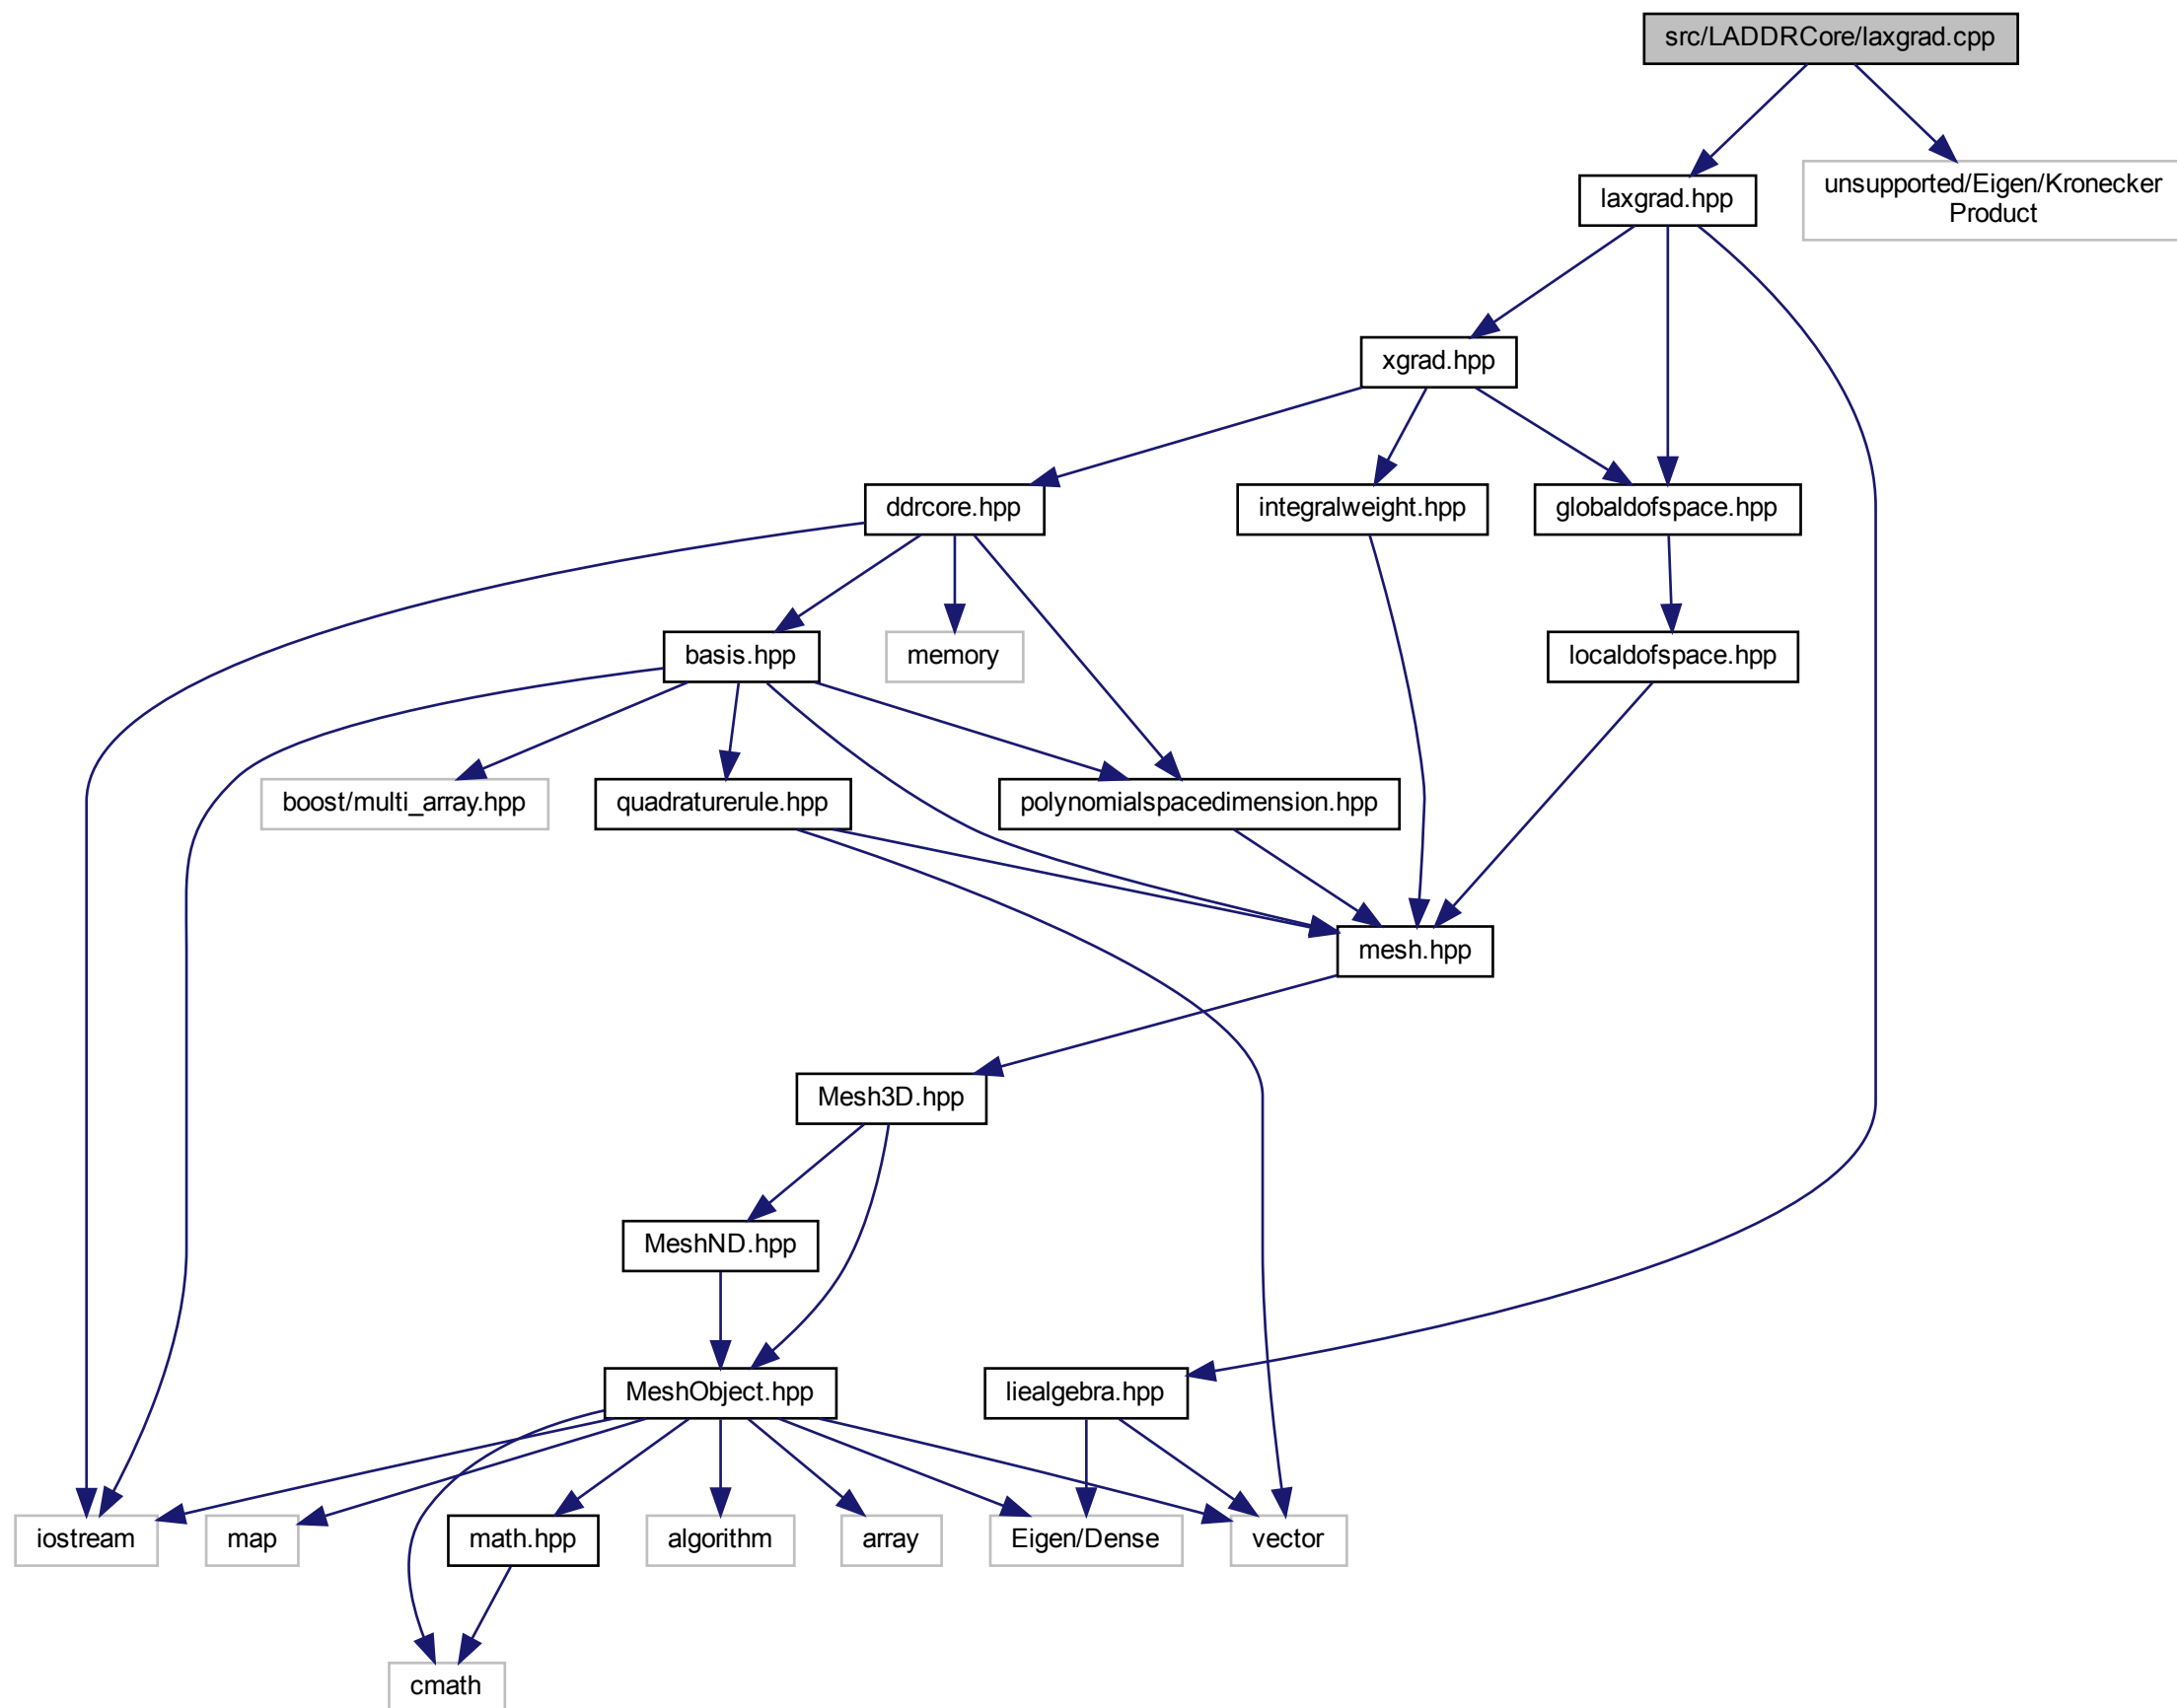 src/LADDRCore/laxgrad.cpp
laxgrad.hpp
unsupported/Eigen/Kronecker
Product
xgrad.hpp
ddrcore.hpp
integralweight.hpp
globaldofspace.hpp
basis.hpp
memory
localdofspace.hpp
boost/multi_array.hpp
quadraturerule.hpp
polynomialspacedimension.hpp
mesh.hpp
Mesh3D.hpp
MeshND.hpp
MeshObject.hpp
liealgebra.hpp
iostream
map
math.hpp
algorithm
array
Eigen/Dense
vector
cmath